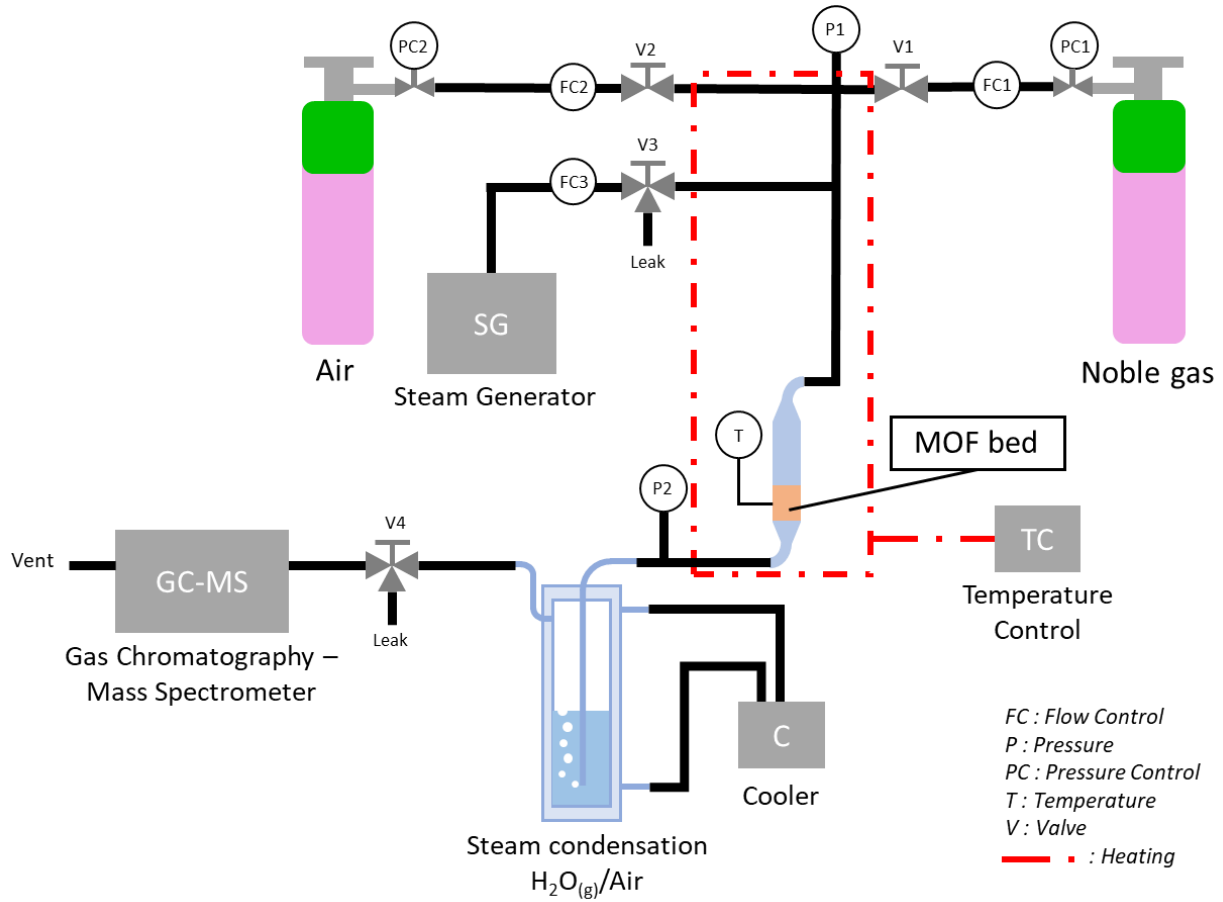 P1
PC2
V2
V1
PC1
FC2
FC1
V3
FC3
Leak
SG
Steam Generator
Air
Noble gas
T
MOF bed
P2
V4
Vent
GC-MS
Leak
Gas Chromatography –
Mass Spectrometer
TC
Temperature
Control
C
Cooler
Steam condensation
H₂O₍g₎/Air
FC : Flow Control
P : Pressure
PC : Pressure Control
T : Temperature
V : Valve
: Heating